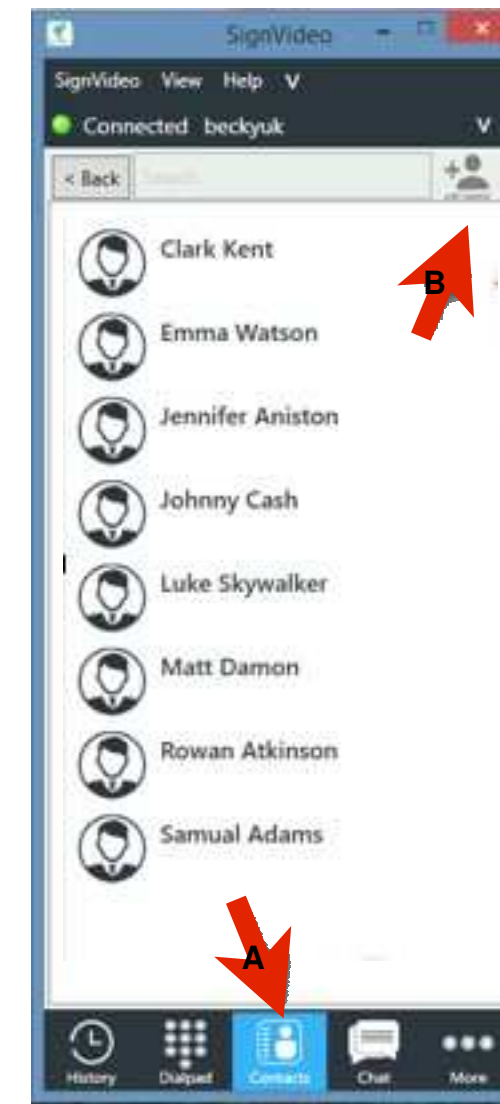 SignVideo
SignVideo View Help V
Connected beckyuk V
< Back Search
Clark Kent
B
Emma Watson
Jennifer Aniston
Johnny Cash
Luke Skywalker
Matt Damon
Rowan Atkinson
Samual Adams
A
History Dialpad Contacts Chat More